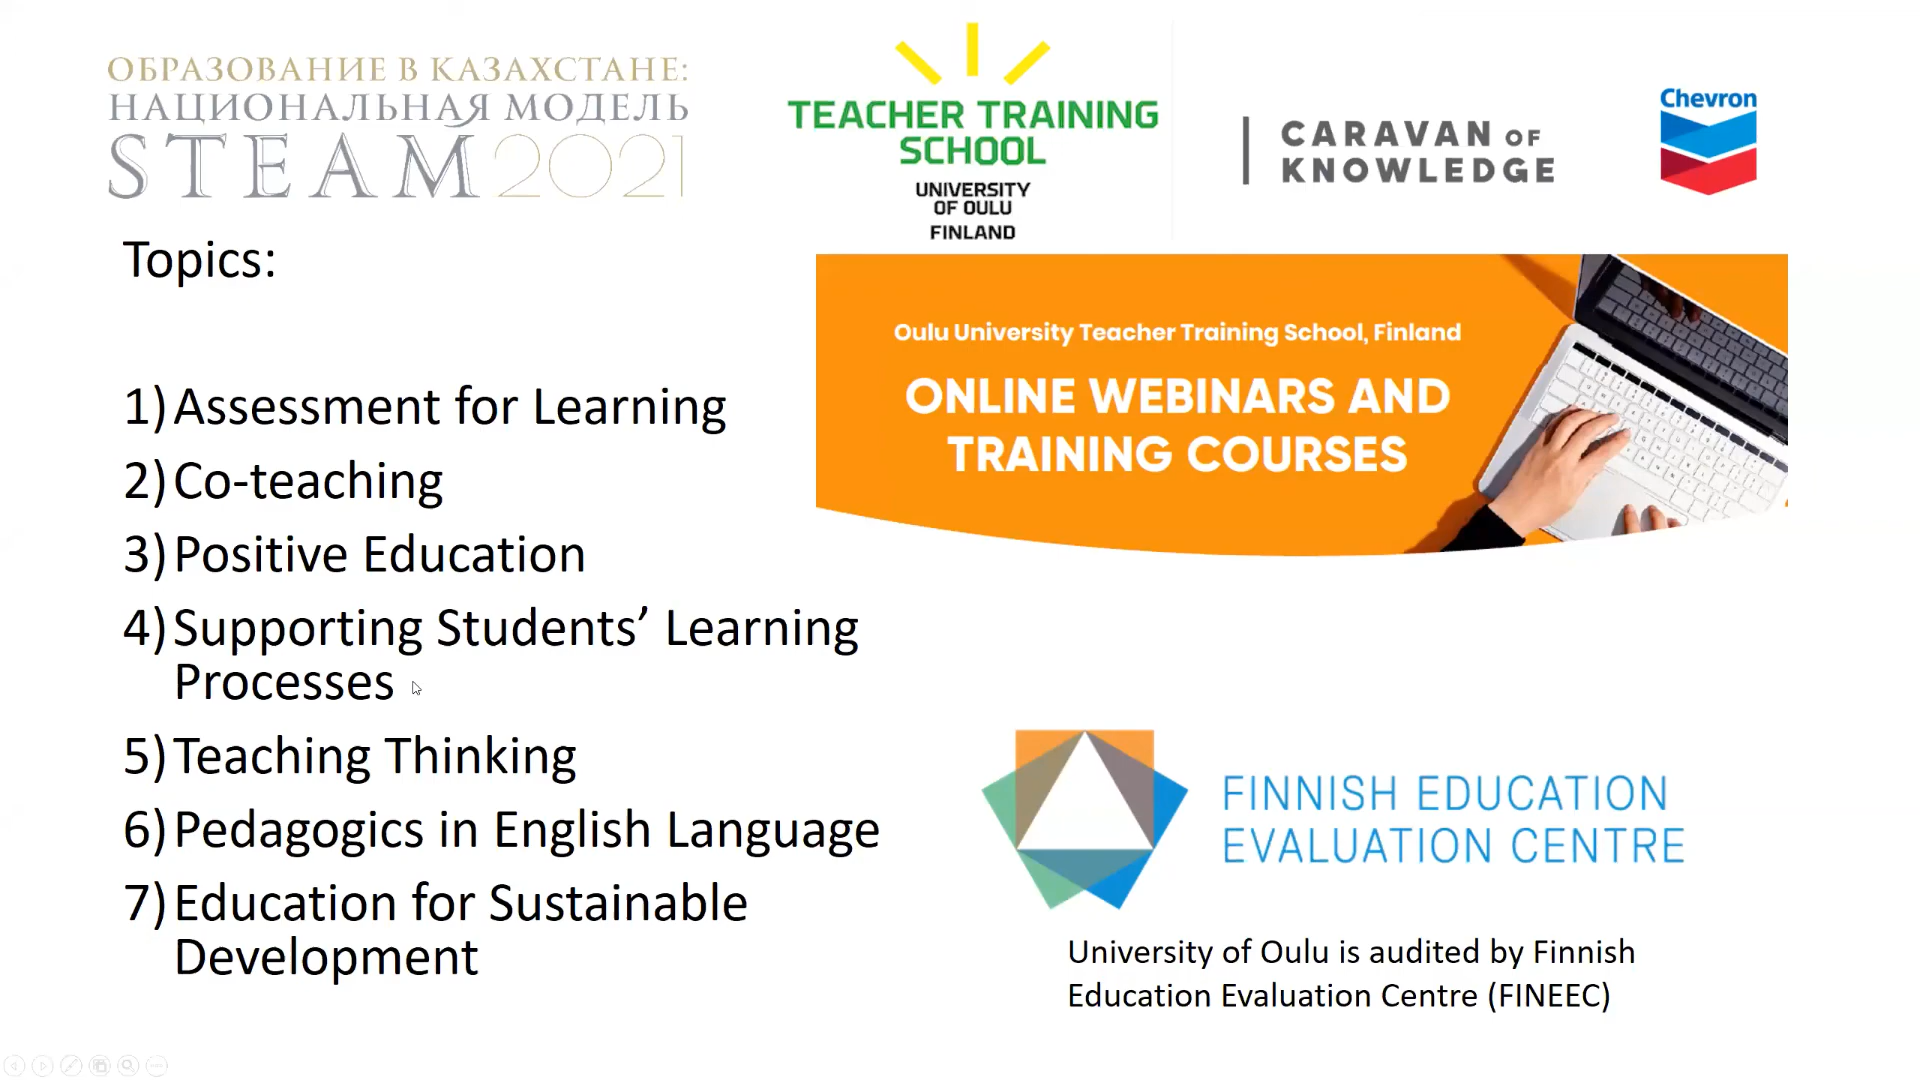 ОБРАЗОВАНИЕ В КАЗАХСТАНЕ:
НАЦИОНАЛЬНАЯ МОДЕЛЬ
STEAM2021
TEACHER TRAINING
SCHOOL
UNIVERSITY
OF OULU
FINLAND
CARAVAN OF
KNOWLEDGE
Chevron
Topics:
1) Assessment for Learning
2) Co-teaching
3) Positive Education
4) Supporting Students’ Learning
Processes
5) Teaching Thinking
6) Pedagogics in English Language
7) Education for Sustainable
Development
Oulu University Teacher Training School, Finland
ONLINE WEBINARS AND
TRAINING COURSES
FINNISH EDUCATION
EVALUATION CENTRE
University of Oulu is audited by Finnish
Education Evaluation Centre (FINEEC)